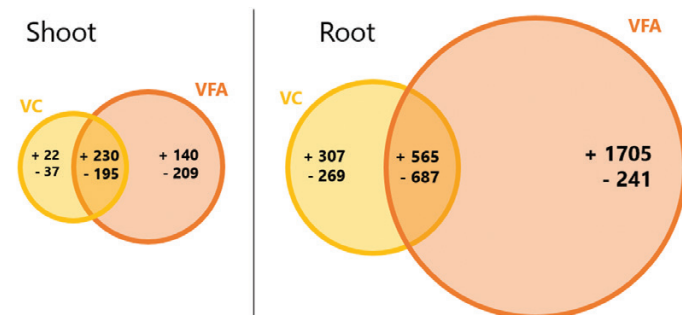 Shoot
VC
VFA
+ 22
- 37
+ 230
- 195
+ 140
- 209
Root
VC
VFA
+ 307
- 269
+ 565
- 687
+ 1705
- 241